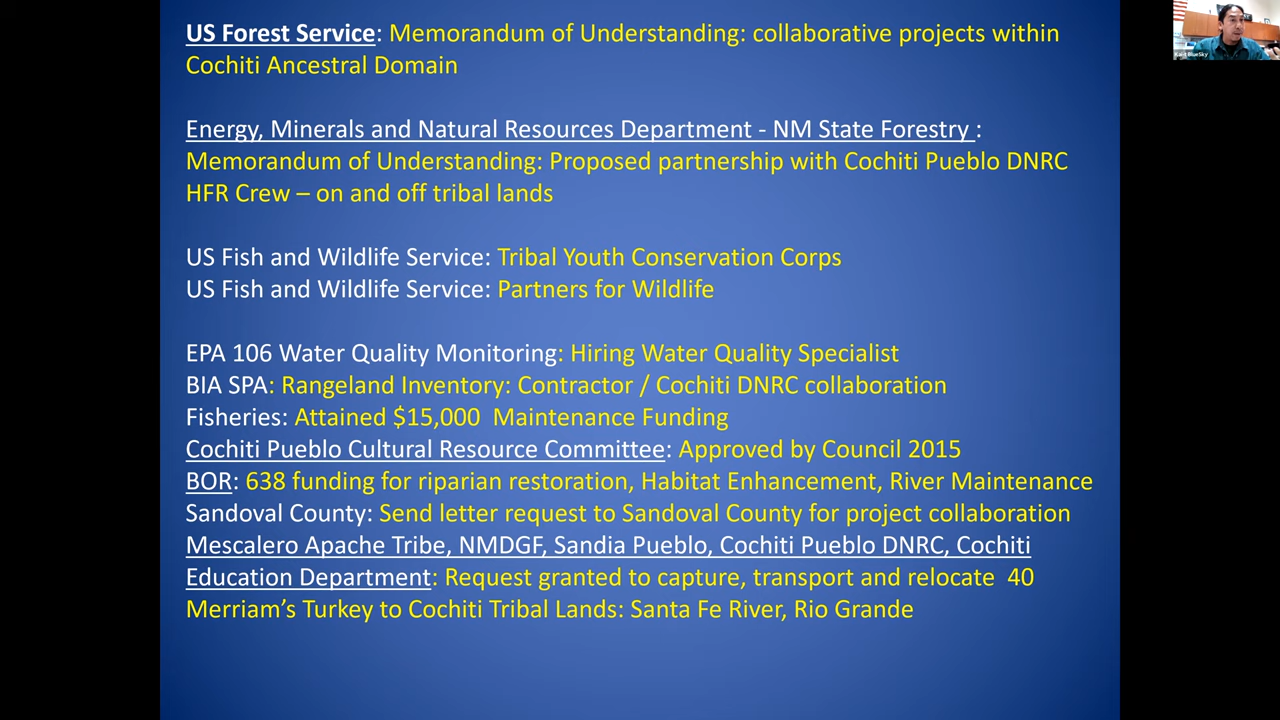 US Forest Service: Memorandum of Understanding: collaborative projects within
Cochiti Ancestral Domain
Energy, Minerals and Natural Resources Department - NM State Forestry :
Memorandum of Understanding: Proposed partnership with Cochiti Pueblo DNRC
HFR Crew – on and off tribal lands
US Fish and Wildlife Service: Tribal Youth Conservation Corps
US Fish and Wildlife Service: Partners for Wildlife
EPA 106 Water Quality Monitoring: Hiring Water Quality Specialist
BIA SPA: Rangeland Inventory: Contractor / Cochiti DNRC collaboration
Fisheries: Attained $15,000  Maintenance Funding
Cochiti Pueblo Cultural Resource Committee: Approved by Council 2015
BOR: 638 funding for riparian restoration, Habitat Enhancement, River Maintenance
Sandoval County: Send letter request to Sandoval County for project collaboration
Mescalero Apache Tribe, NMDGF, Sandia Pueblo, Cochiti Pueblo DNRC, Cochiti
Education Department: Request granted to capture, transport and relocate  40
Merriam’s Turkey to Cochiti Tribal Lands: Santa Fe River, Rio Grande